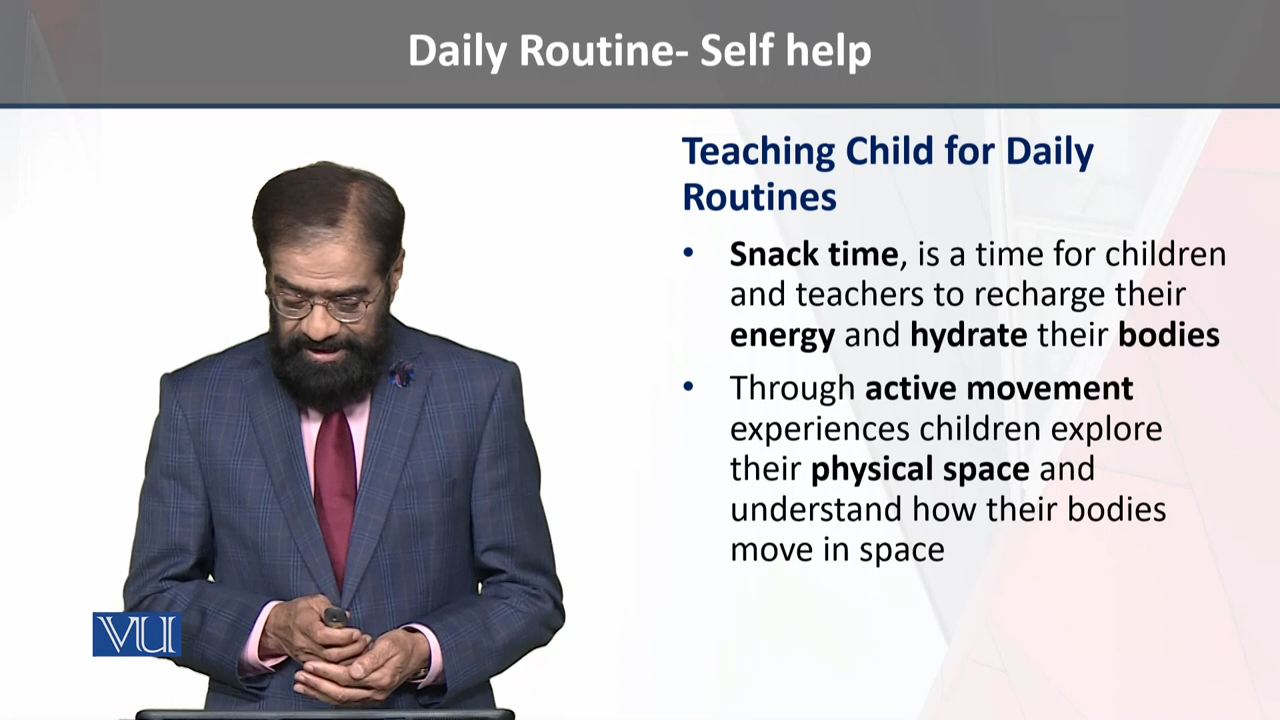 Daily Routine- Self help
Teaching Child for Daily
Routines
• Snack time, is a time for children
and teachers to recharge their
energy and hydrate their bodies
• Through active movement
experiences children explore
their physical space and
understand how their bodies
move in space
VU